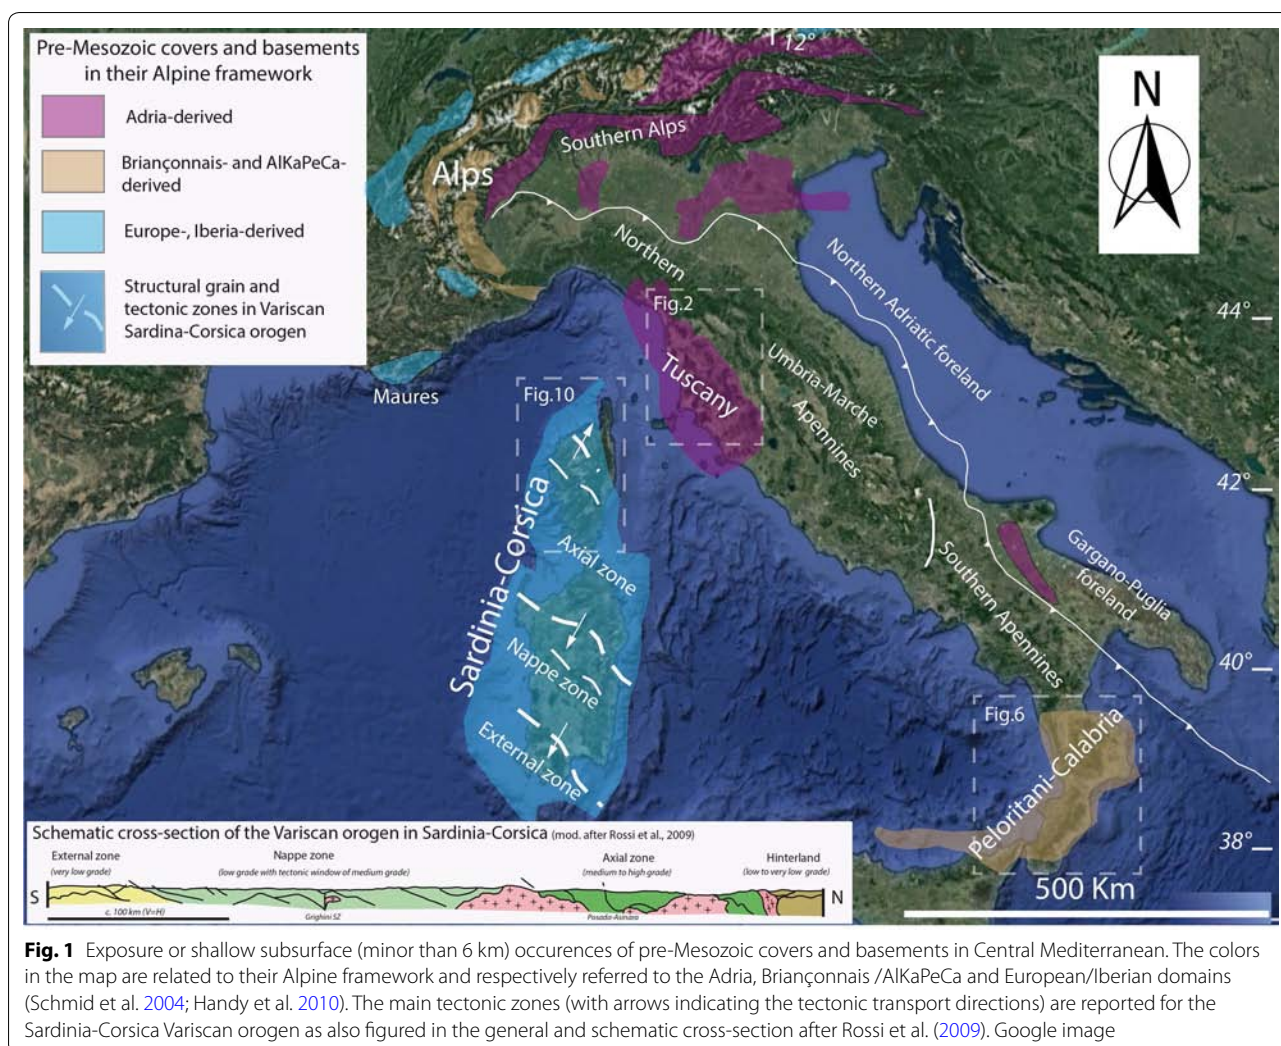 Pre-Mesozoic covers and basements
in their Alpine framework
Adria-derived
Briançonnais- and AlKaPeCa-
derived
Europe-, Iberia-derived
Structural grain and
tectonic zones in Variscan
Sardina-Corsica orogen
12°
N
Southern Alps
Alps
Northern
Northern Adriatic foreland
44°
Fig.2
Tuscany
Umbria-Marche
Apennines
Maures
Fig.10
Sardinia-Corsica
42°
Axial zone
Southern Apennines
Gargano-Puglia
foreland
Nappe zone
40°
External zone
Fig.6
Peloritani-Calabria
38°
500 Km
Schematic cross-section of the Variscan orogen in Sardinia-Corsica (mod. after Rossi et al., 2009)
External zone
(very low grade)
Nappe zone
(low grade with tectonic window of medium grade)
Axial zone
(medium to high grade)
Hinterland
(low to very low grade)
S
N
c. 100 km (V=H)
Grighini SZ
Posada-Asinara
Fig. 1 Exposure or shallow subsurface (minor than 6 km) occurences of pre-Mesozoic covers and basements in Central Mediterranean. The colors
in the map are related to their Alpine framework and respectively referred to the Adria, Briançonnais /AlKaPeCa and European/Iberian domains
(Schmid et al. 2004; Handy et al. 2010). The main tectonic zones (with arrows indicating the tectonic transport directions) are reported for the
Sardinia-Corsica Variscan orogen as also figured in the general and schematic cross-section after Rossi et al. (2009). Google image